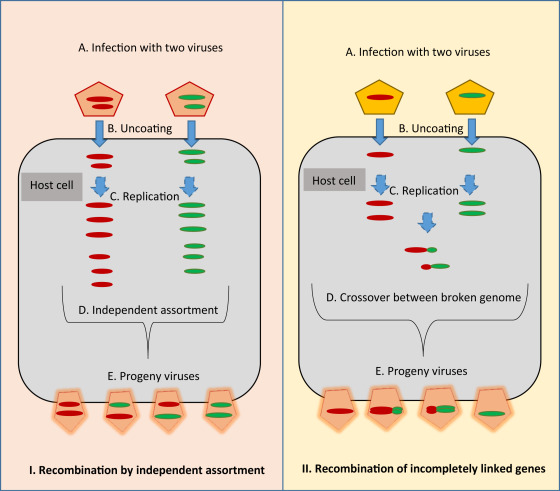 A. Infection with two viruses
B. Uncoating
Host cell
C. Replication
D. Independent assortment
E. Progeny viruses
I. Recombination by independent assortment
A. Infection with two viruses
B. Uncoating
Host cell
C. Replication
D. Crossover between broken genome
E. Progeny viruses
II. Recombination of incompletely linked genes